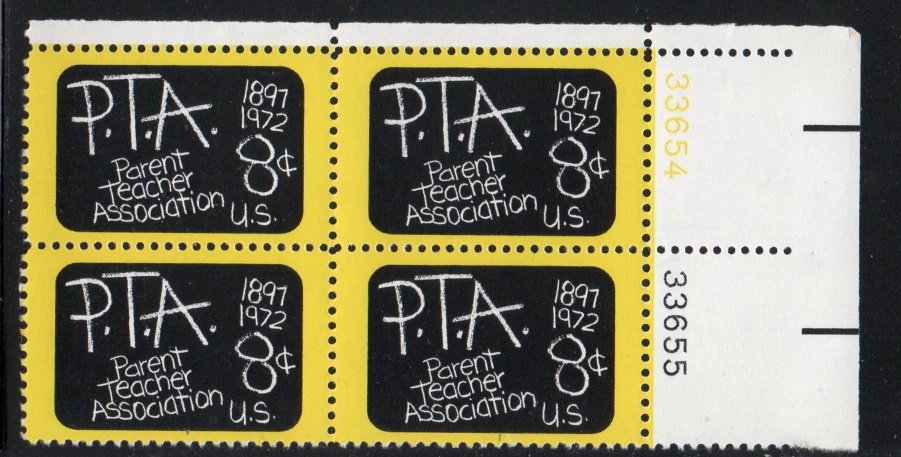 P.T.A. 1897
1972
8¢
Parent
Teacher
Association U.S.
P.T.A. 1897
1972
8¢
Parent
Teacher
Association U.S.
33654
P.T.A. 1897
1972
8¢
Parent
Teacher
Association U.S.
P.T.A. 1897
1972
8¢
Parent
Teacher
Association U.S.
33655